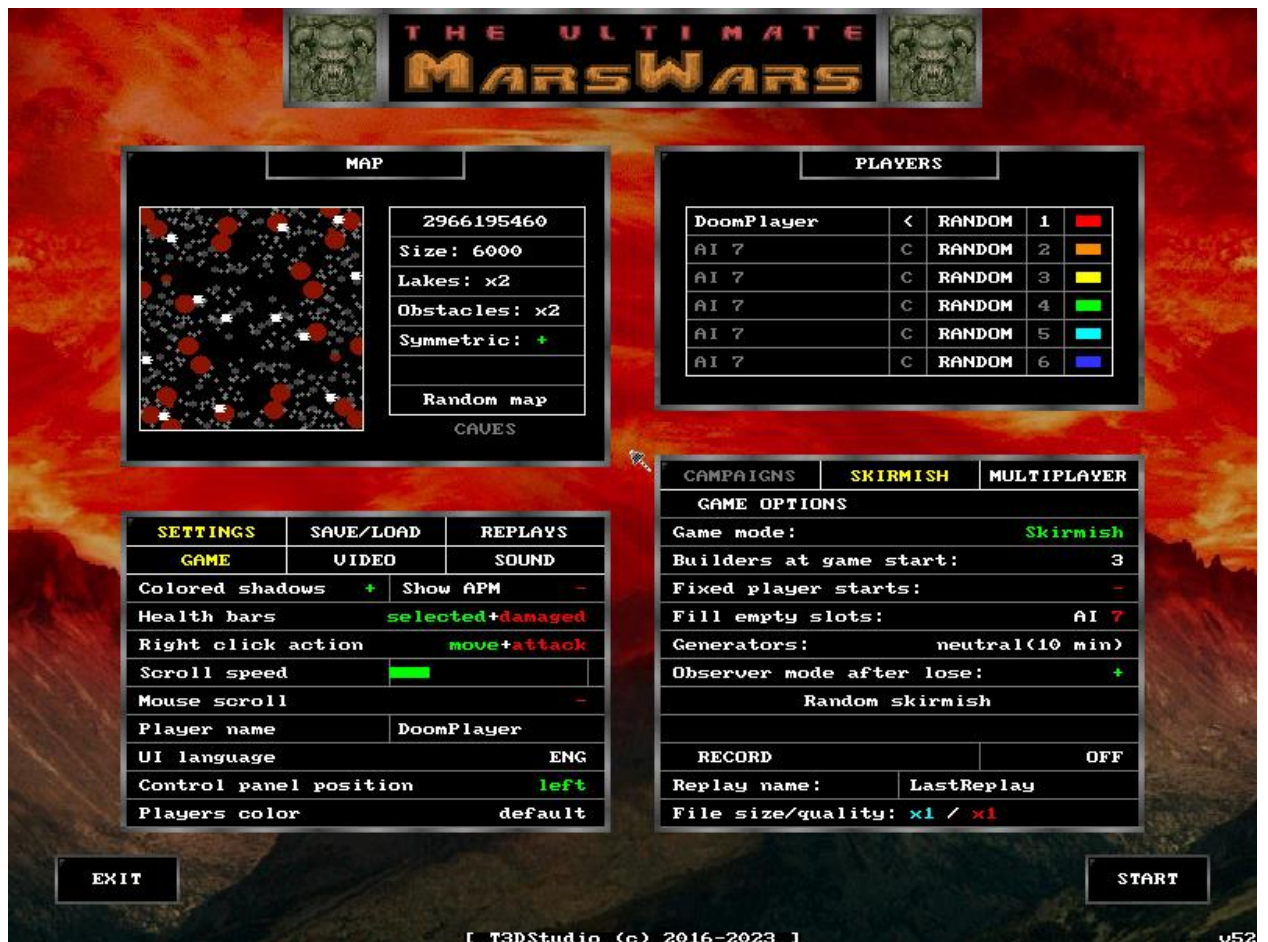 THE ULTIMATE
MARSWARS
MAP
2966195460
Size: 6000
Lakes: x2
Obstacles: x2
Symmetric: +
Random map
CAVES
PLAYERS
DoomPlayer < RANDOM 1
AI 7 C RANDOM 2
AI 7 C RANDOM 3
AI 7 C RANDOM 4
AI 7 C RANDOM 5
AI 7 C RANDOM 6
SETTINGS SAVE/LOAD REPLAYS
GAME VIDEO SOUND
Colored shadows + Show APM -
Health bars selected+damaged
Right click action move+attack
Scroll speed
Mouse scroll -
Player name DoomPlayer
UI language ENG
Control panel position left
Players color default
CAMPAIGNS SKIRMISH MULTIPLAYER
GAME OPTIONS
Game mode: Skirmish
Builders at game start: 3
Fixed player starts: -
Fill empty slots: AI 7
Generators: neutral(10 min)
Observer mode after lose: +
Random skirmish
RECORD OFF
Replay name: LastReplay
File size/quality: x1 / x1
EXIT
START
[ T3DStudio (c) 2016-2023 ]
v52